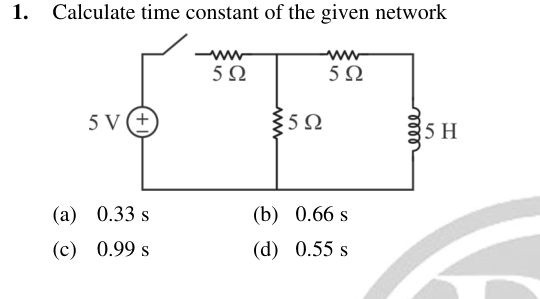 1. Calculate time constant of the given network
5 Ω 5 Ω
5 V + 5 Ω 5 H
(a) 0.33 s (b) 0.66 s
(c) 0.99 s (d) 0.55 s